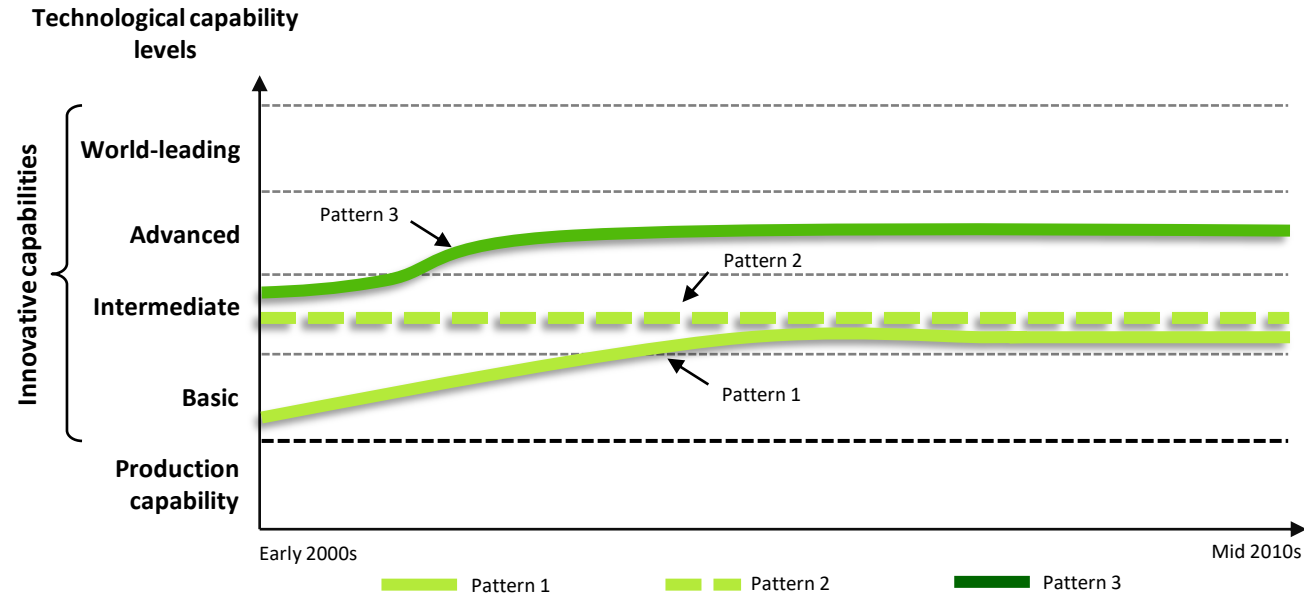 Technological capability
levels
Innovative capabilities
World-leading
Advanced
Intermediate
Basic
Production
capability
Pattern 3
Pattern 2
Pattern 1
Early 2000s
Mid 2010s
Pattern 1
Pattern 2
Pattern 3